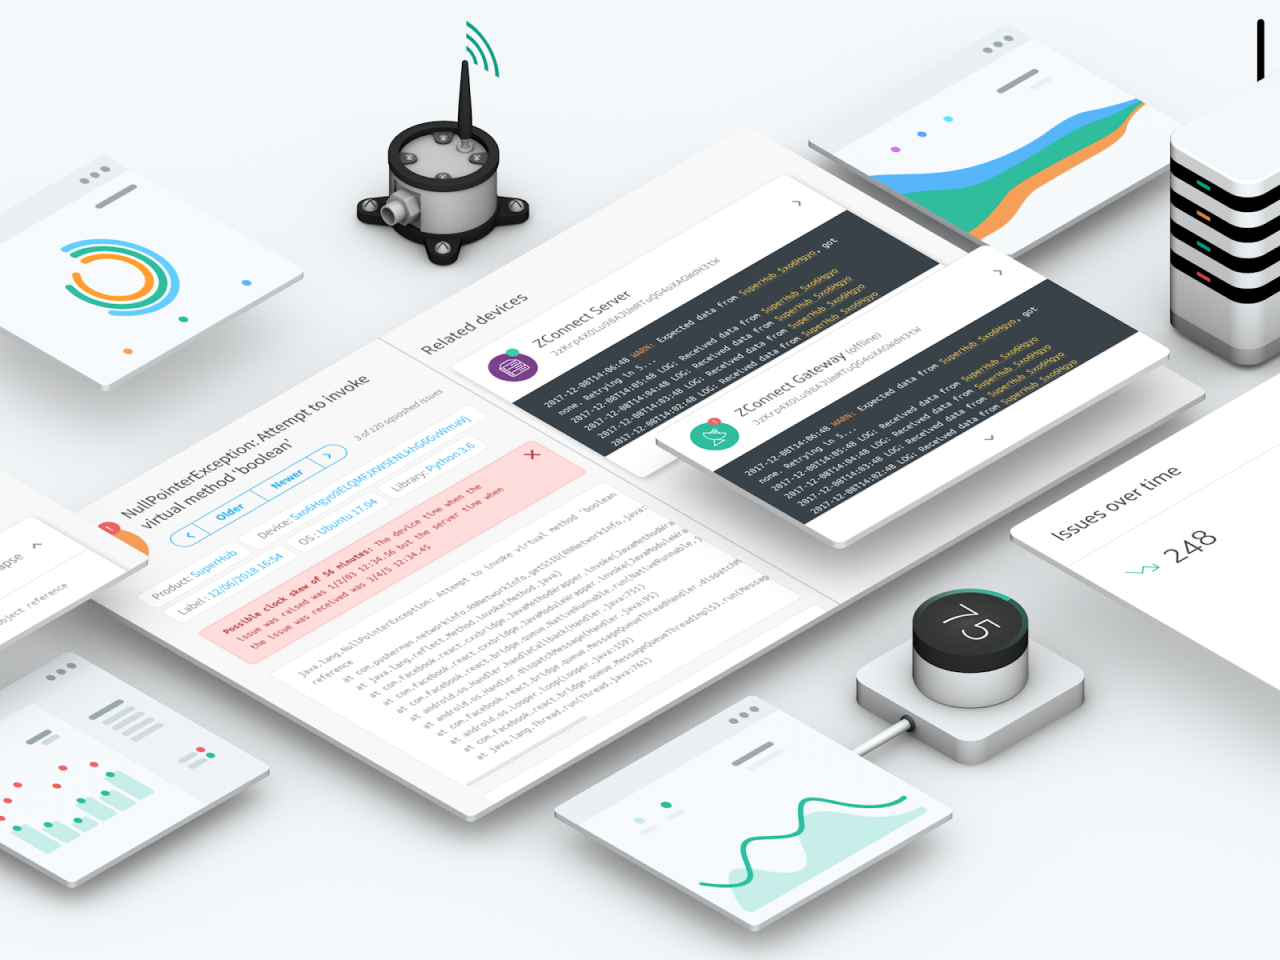 Related devices
ZConnect Server
JzKrp4XOLu98AJUmMTuQG4oXAGWdH3tW
2017-12-08T14:06:48 WARN: Expected data from SuperHub Sxo6Hgyo, got
none. Retrying in 5...
2017-12-08T14:05:48 LOG: Received data from SuperHub Sxo6Hgyo
2017-12-08T14:04:48 LOG: Received data from SuperHub Sxo6Hgyo
2017-12-08T14:03:48 LOG: Received data from SuperHub Sxo6Hgyo
2017-12-08T14:02:48 LOG: Received data from SuperHub Sxo6Hgyo
ZConnect Gateway (offline)
JzKrp4XOLu98AJUmMTuQG4oXAGWdH3tW
2017-12-08T14:06:48 WARN: Expected data from SuperHub Sxo6Hgyo, got
none. Retrying in 5...
2017-12-08T14:05:48 LOG: Received data from SuperHub Sxo6Hgyo
2017-12-08T14:04:48 LOG: Received data from SuperHub Sxo6Hgyo
2017-12-08T14:03:48 LOG: Received data from SuperHub Sxo6Hgyo
2017-12-08T14:02:48 LOG: Received data from SuperHub Sxo6Hgyo
NullPointerException: Attempt to invoke
virtual method 'boolean'
Older Newer
3 of 120 squashed issues
Product: SuperHub
Device: Sxo6Hgyo9ELQMFJXW5ENLkhG6GvWmaVj
Label: 12/06/2018 16:54
OS: Ubuntu 17.04
Library: Python 3.6
Possible clock skew of 56 minutes: The device time when the
issue was raised was 1/2/03 12:34.56 but the server time when
the issue was received was 3/4/5 12:34.45
java.lang.NullPointerException: Attempt to invoke virtual method 'boolean
reference
at com.pusherman.networkinfo.RNNetworkInfo.getSSID(RNNetworkInfo.java:
at java.lang.reflect.Method.invoke(Method.java)
at com.facebook.react.cxxbridge.JavaMethodWrapper.invoke(JavaMethodWra
at com.facebook.react.cxxbridge.JavaModuleWrapper.invoke(JavaModuleWra
at com.facebook.react.bridge.queue.NativeRunnable.run(NativeRunnable.j
at android.os.Handler.handleCallback(Handler.java:751)
at android.os.Handler.dispatchMessage(Handler.java:95)
at com.facebook.react.bridge.queue.MessageQueueThreadHandler.dispatchM
at android.os.Looper.loop(Looper.java:159)
at com.facebook.react.bridge.queue.MessageQueueThreadImpl$3.run(Messag
at java.lang.Thread.run(Thread.java:761)
apse
bject reference
Issues over time
248
75